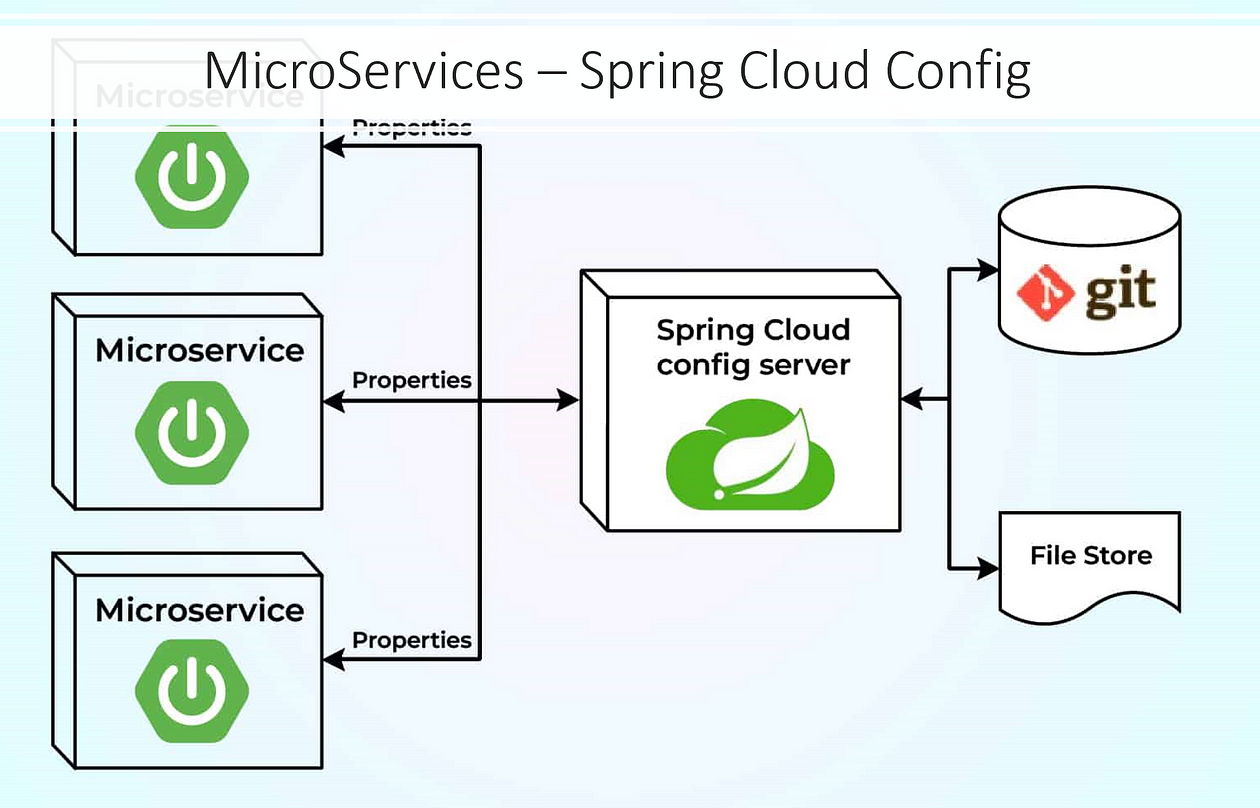 MicroServices – Spring Cloud Config
Microservice
Properties
Microservice
Properties
Microservice
Properties
Spring Cloud
config server
git
File Store